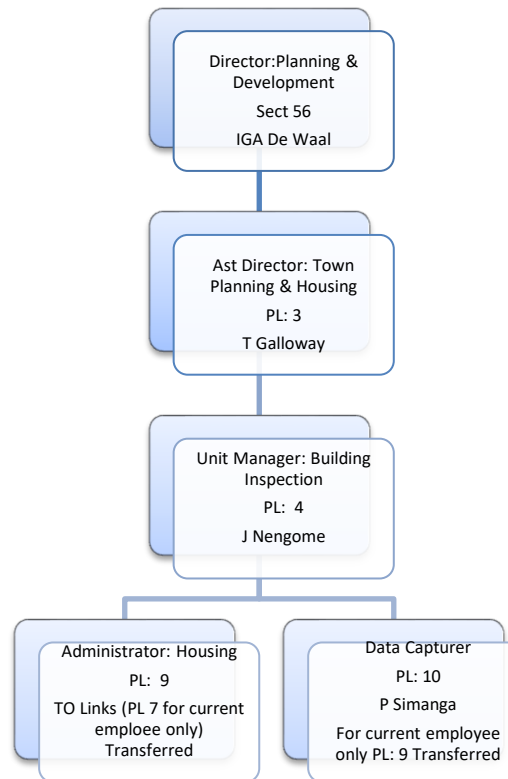 Director:Planning &
Development
Sect 56
IGA De Waal
Ast Director: Town
Planning & Housing
PL: 3
T Galloway
Unit Manager: Building
Inspection
PL: 4
J Nengome
Administrator: Housing
PL: 9
TO Links (PL 7 for current
emploee only)
Transferred
Data Capturer
PL: 10
P Simanga
For current employee
only PL: 9 Transferred